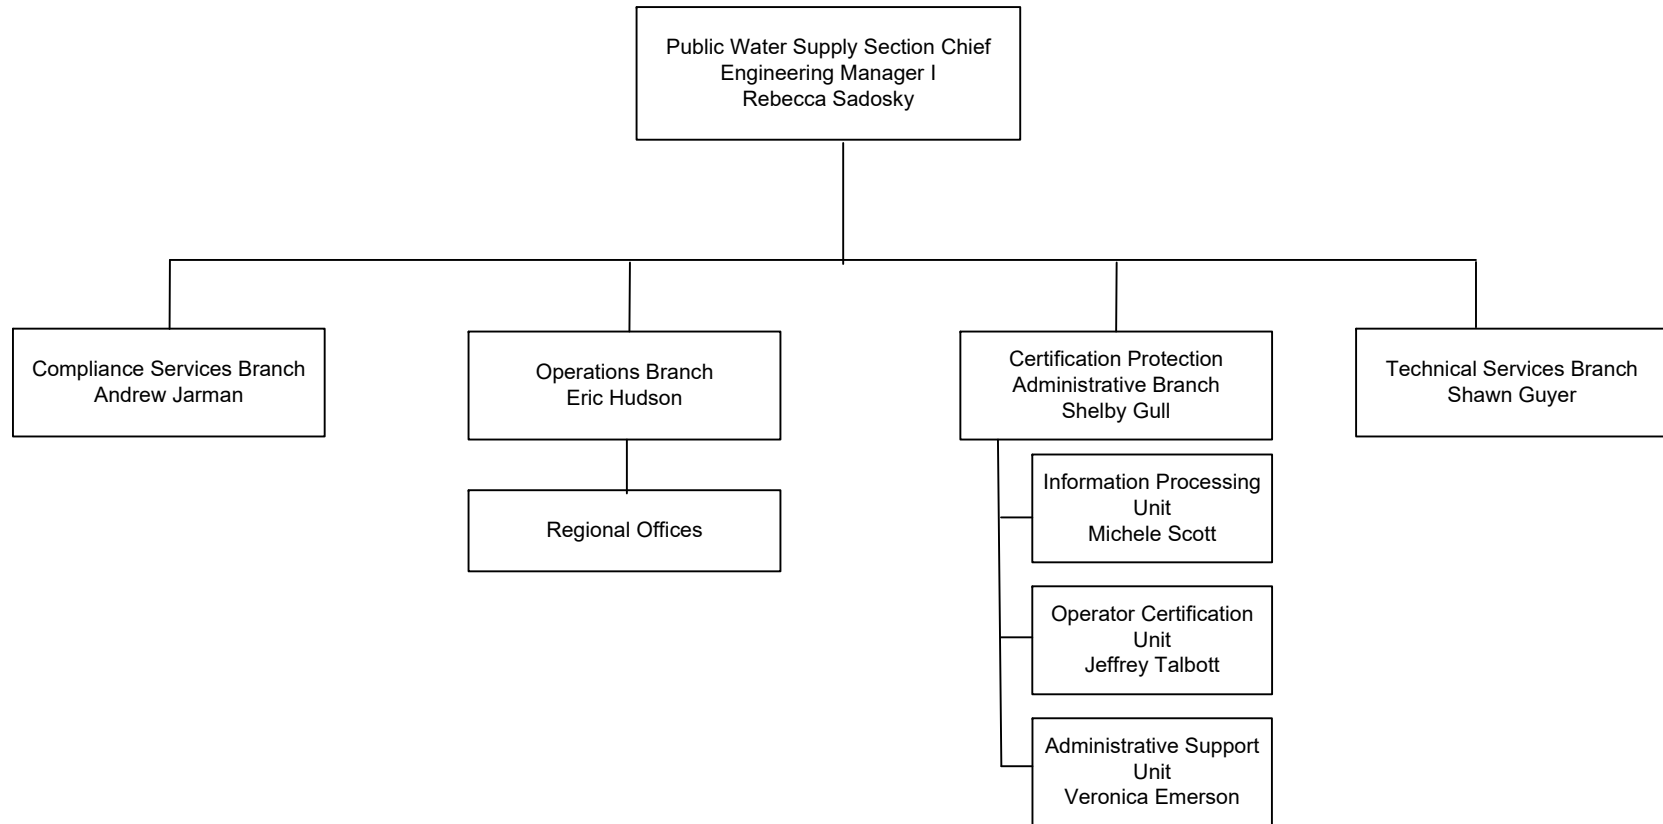 Public Water Supply Section Chief
Engineering Manager I
Rebecca Sadosky
Compliance Services Branch
Andrew Jarman
Operations Branch
Eric Hudson
Regional Offices
Certification Protection
Administrative Branch
Shelby Gull
Information Processing
Unit
Michele Scott
Operator Certification
Unit
Jeffrey Talbott
Administrative Support
Unit
Veronica Emerson
Technical Services Branch
Shawn Guyer